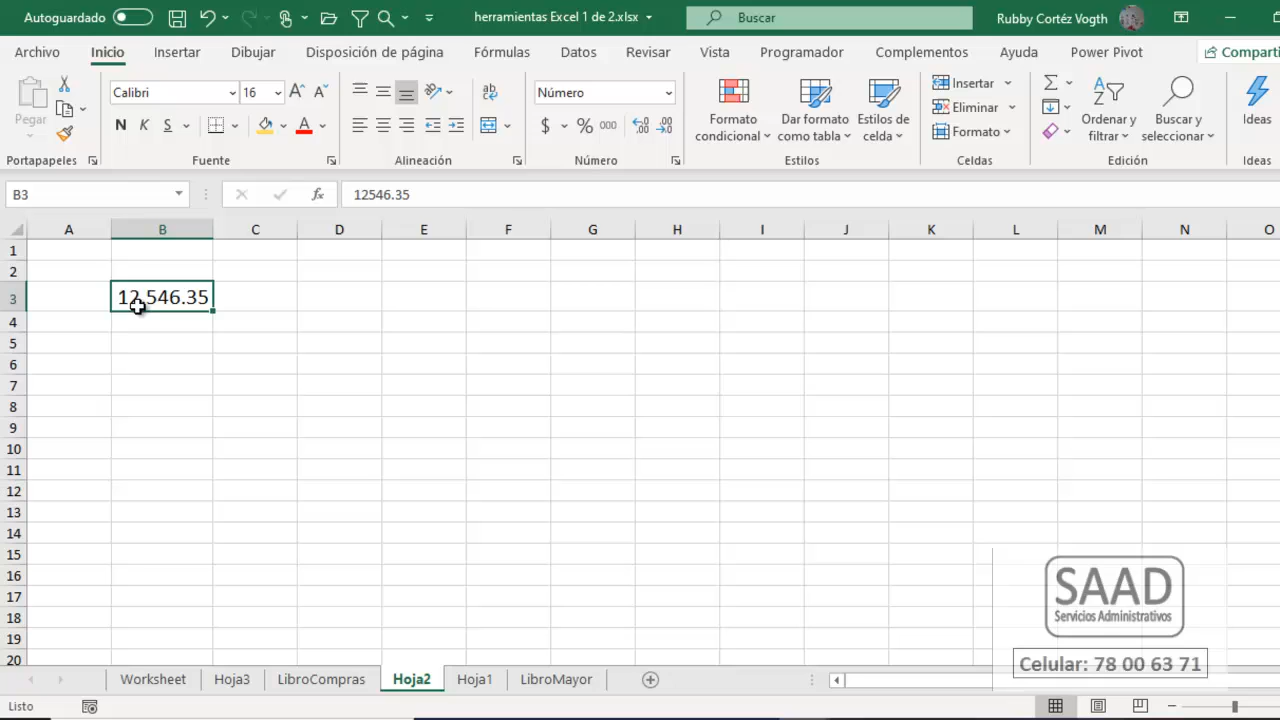 Autoguardado herramientas Excel 1 de 2.xlsx Buscar Rubby Cortéz Vogth
Archivo Inicio Insertar Dibujar Disposición de página Fórmulas Datos Revisar Vista Programador Complementos Ayuda Power Pivot Comparti
Pegar
Portapapeles
Calibri 16
N K S
Fuente
Alineación
Número
$ % 000
Número
Formato condicional
Dar formato como tabla
Estilos de celda
Estilos
Insertar
Eliminar
Formato
Celdas
Ordenar y filtrar
Buscar y seleccionar
Edición
Ideas
Ideas
B3 fx 12546.35
A B C D E F G H I J K L M N O
1
2
3 12,546.35
4
5
6
7
8
9
10
11
12
13
14
15
16
17
18
19
20
SAAD
Servicios Administrativos
Celular: 78 00 63 71
Worksheet Hoja3 LibroCompras Hoja2 Hoja1 LibroMayor
Listo